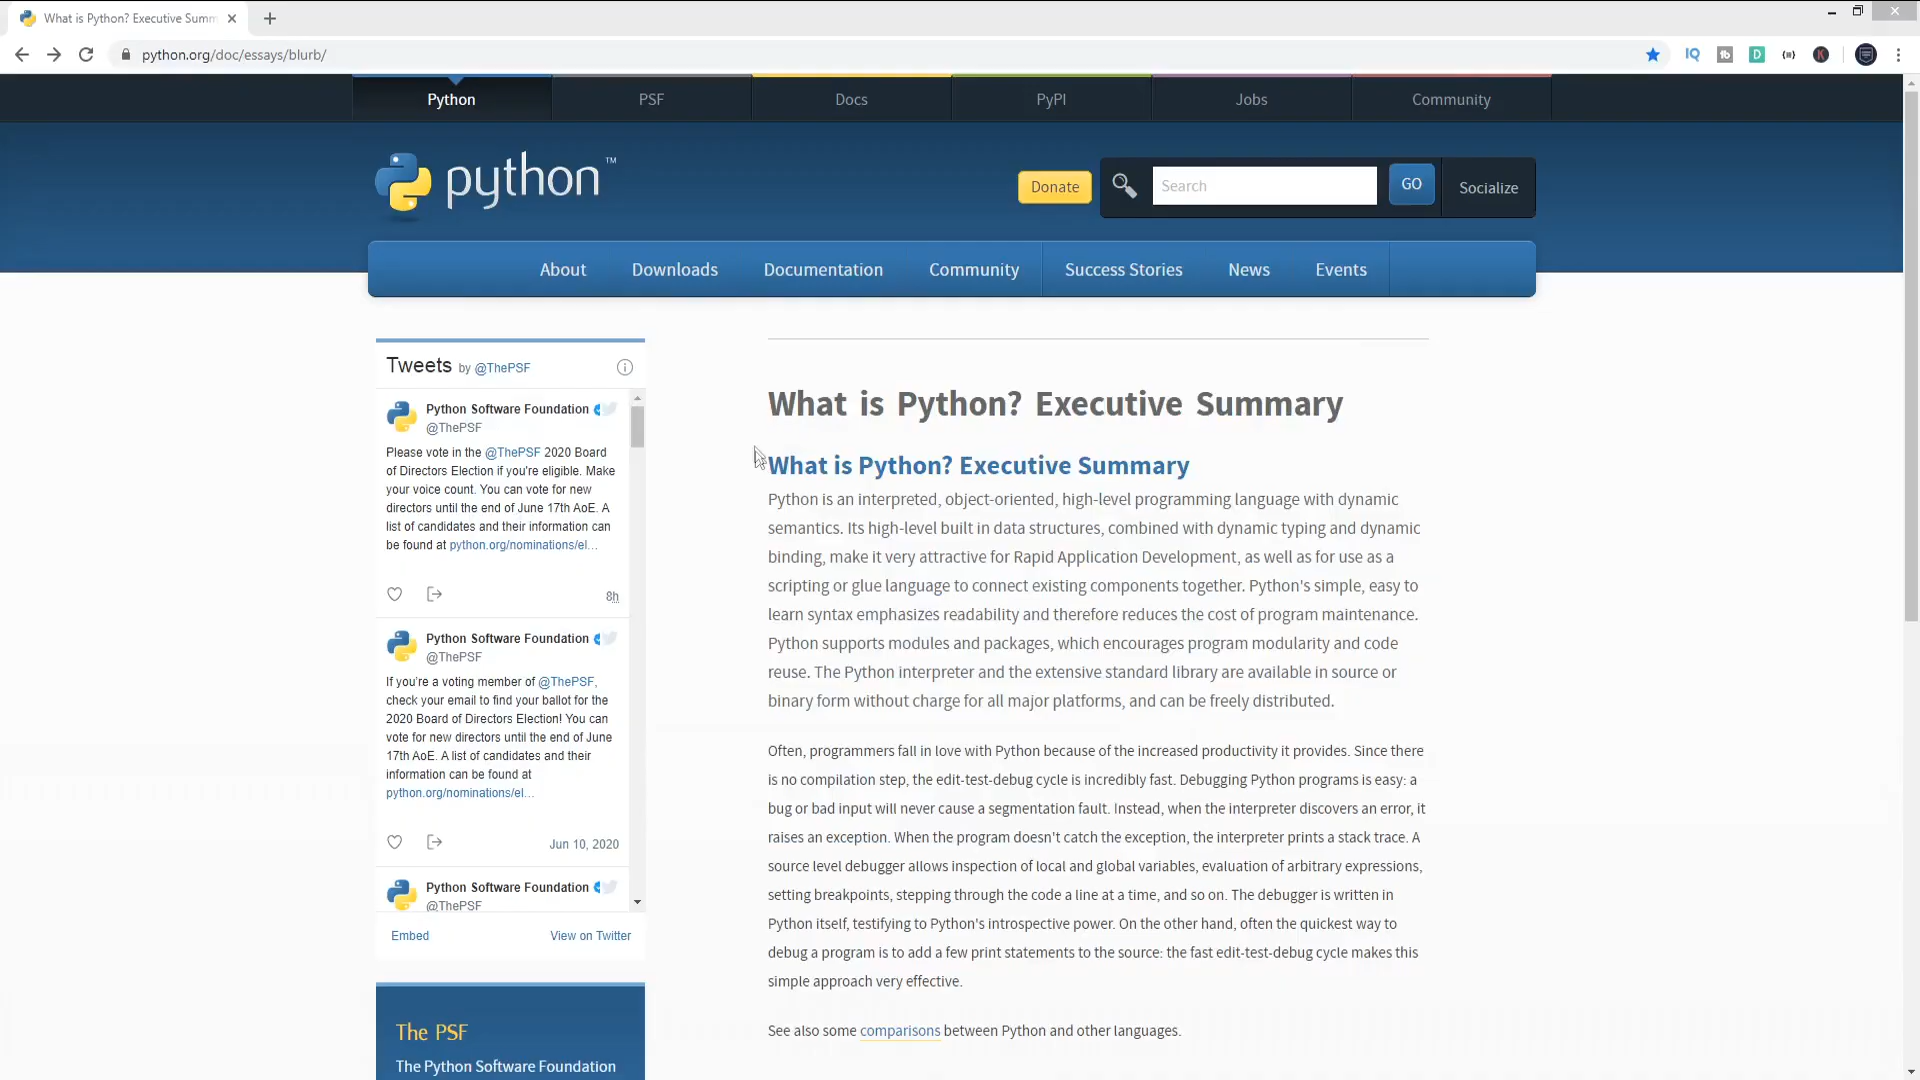 What is Python? Executive Summ
python.org/doc/essays/blurb/
Python PSF Docs PyPI Jobs Community
python™
Donate Search GO Socialize
About Downloads Documentation Community Success Stories News Events
Tweets by @ThePSF
Python Software Foundation
@ThePSF
Please vote in the @ThePSF 2020 Board
of Directors Election if you're eligible. Make
your voice count. You can vote for new
directors until the end of June 17th AoE. A
list of candidates and their information can
be found at python.org/nominations/el…
8h
Python Software Foundation
@ThePSF
If you're a voting member of @ThePSF,
check your email to find your ballot for the
2020 Board of Directors Election! You can
vote for new directors until the end of June
17th AoE. A list of candidates and their
information can be found at
python.org/nominations/el…
Jun 10, 2020
Python Software Foundation
@ThePSF
Embed View on Twitter
The PSF
The Python Software Foundation
What is Python? Executive Summary
What is Python? Executive Summary
Python is an interpreted, object-oriented, high-level programming language with dynamic
semantics. Its high-level built in data structures, combined with dynamic typing and dynamic
binding, make it very attractive for Rapid Application Development, as well as for use as a
scripting or glue language to connect existing components together. Python's simple, easy to
learn syntax emphasizes readability and therefore reduces the cost of program maintenance.
Python supports modules and packages, which encourages program modularity and code
reuse. The Python interpreter and the extensive standard library are available in source or
binary form without charge for all major platforms, and can be freely distributed.
Often, programmers fall in love with Python because of the increased productivity it provides. Since there
is no compilation step, the edit-test-debug cycle is incredibly fast. Debugging Python programs is easy: a
bug or bad input will never cause a segmentation fault. Instead, when the interpreter discovers an error, it
raises an exception. When the program doesn't catch the exception, the interpreter prints a stack trace. A
source level debugger allows inspection of local and global variables, evaluation of arbitrary expressions,
setting breakpoints, stepping through the code a line at a time, and so on. The debugger is written in
Python itself, testifying to Python's introspective power. On the other hand, often the quickest way to
debug a program is to add a few print statements to the source: the fast edit-test-debug cycle makes this
simple approach very effective.
See also some comparisons between Python and other languages.